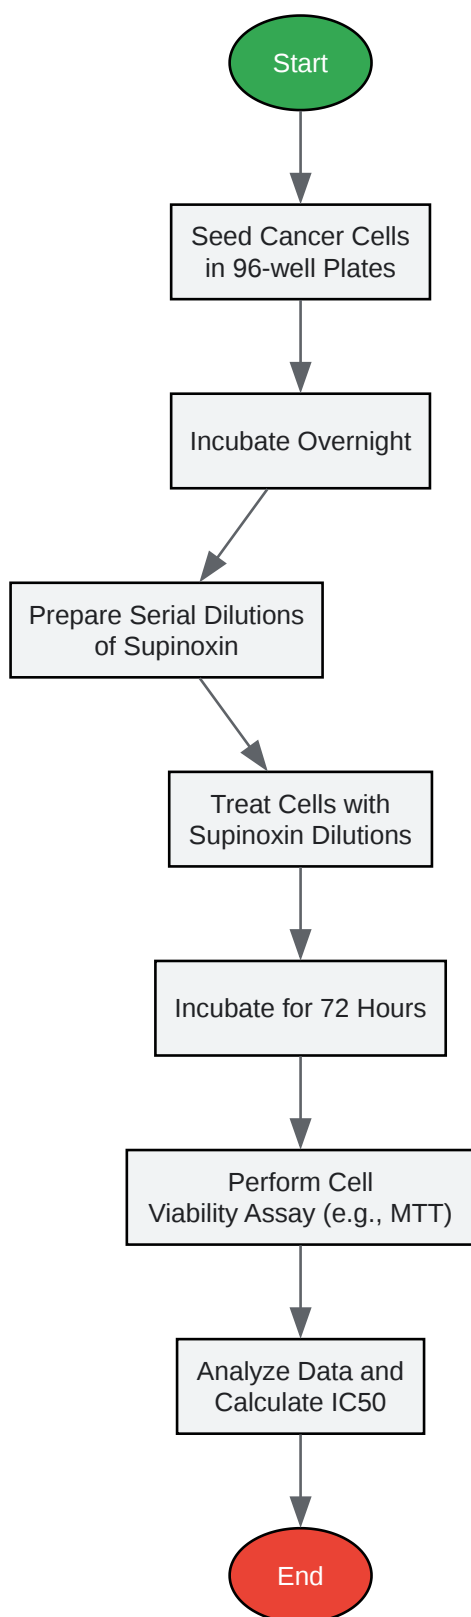 Start
Seed Cancer Cells
in 96-well Plates
Incubate Overnight
Prepare Serial Dilutions
of Supinoxin
Treat Cells with
Supinoxin Dilutions
Incubate for 72 Hours
Perform Cell
Viability Assay (e.g., MTT)
Analyze Data and
Calculate IC50
End